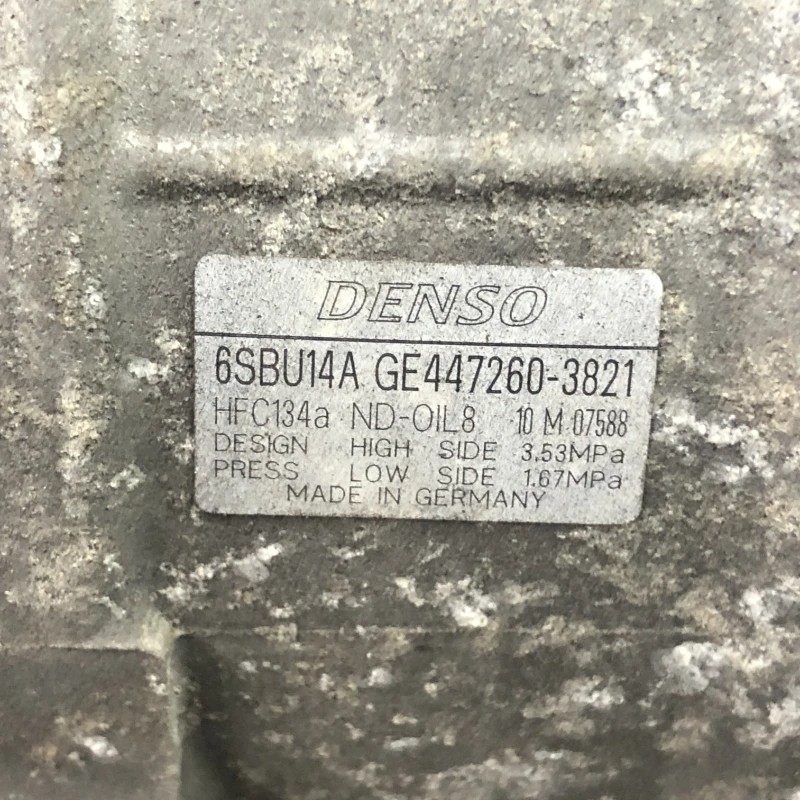 DENSO
6SBU14A GE447260-3821
HFC134a ND-OIL8 10 M 07588
DESIGN HIGH SIDE 3.53MPa
PRESS LOW SIDE 1.67MPa
MADE IN GERMANY